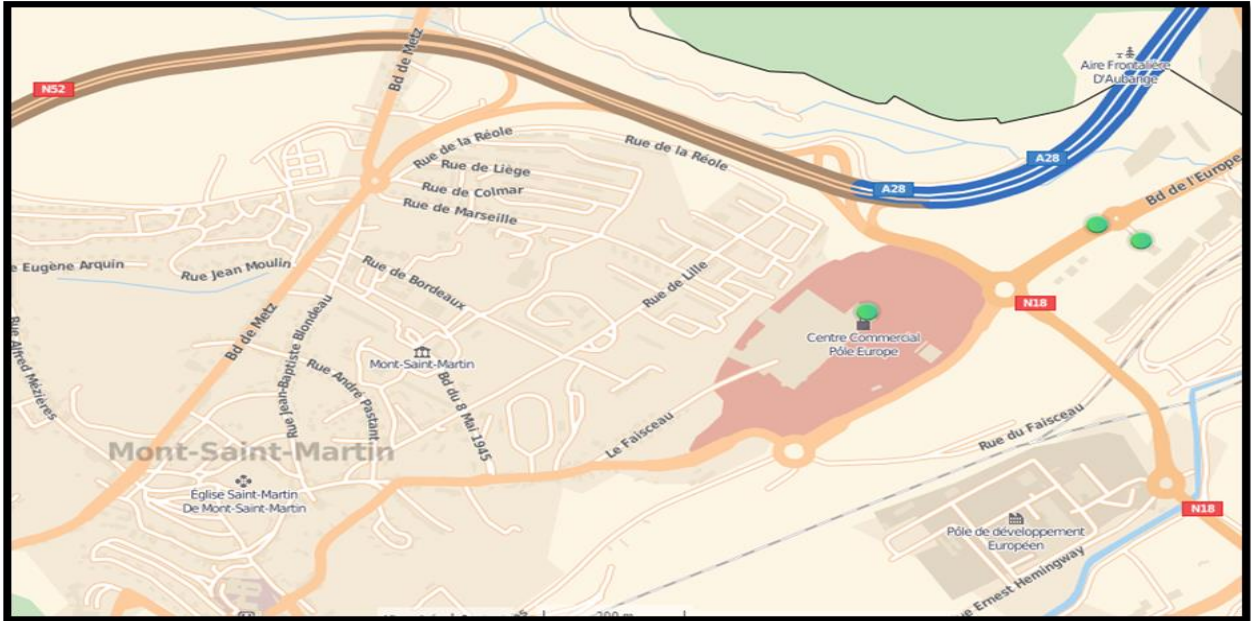 Bd de Metz
Aire Frontalière
D'Aubange
N52
Rue de la Réole
Rue de la Réole
A28
Rue de Liège
A28
Rue de Colmar
Bd de l'Europe
Rue de Marseille
Eugène Arquin
Rue Jean Moulin
Rue de Bordeaux
Rue de Lille
N18
Bd de Metz
Rue Jean-Baptiste Blondeau
Centre Commercial
Pôle Europe
Mont-Saint-Martin
Rue Alfred Mézières
Rue André Pastant
Bd du 8 Mai 1945
Le Faisceau
Rue du Faisceau
Mont-Saint-Martin
Église Saint-Martin
De Mont-Saint-Martin
N18
Pôle de développement
Européen
Ernest Hemingway